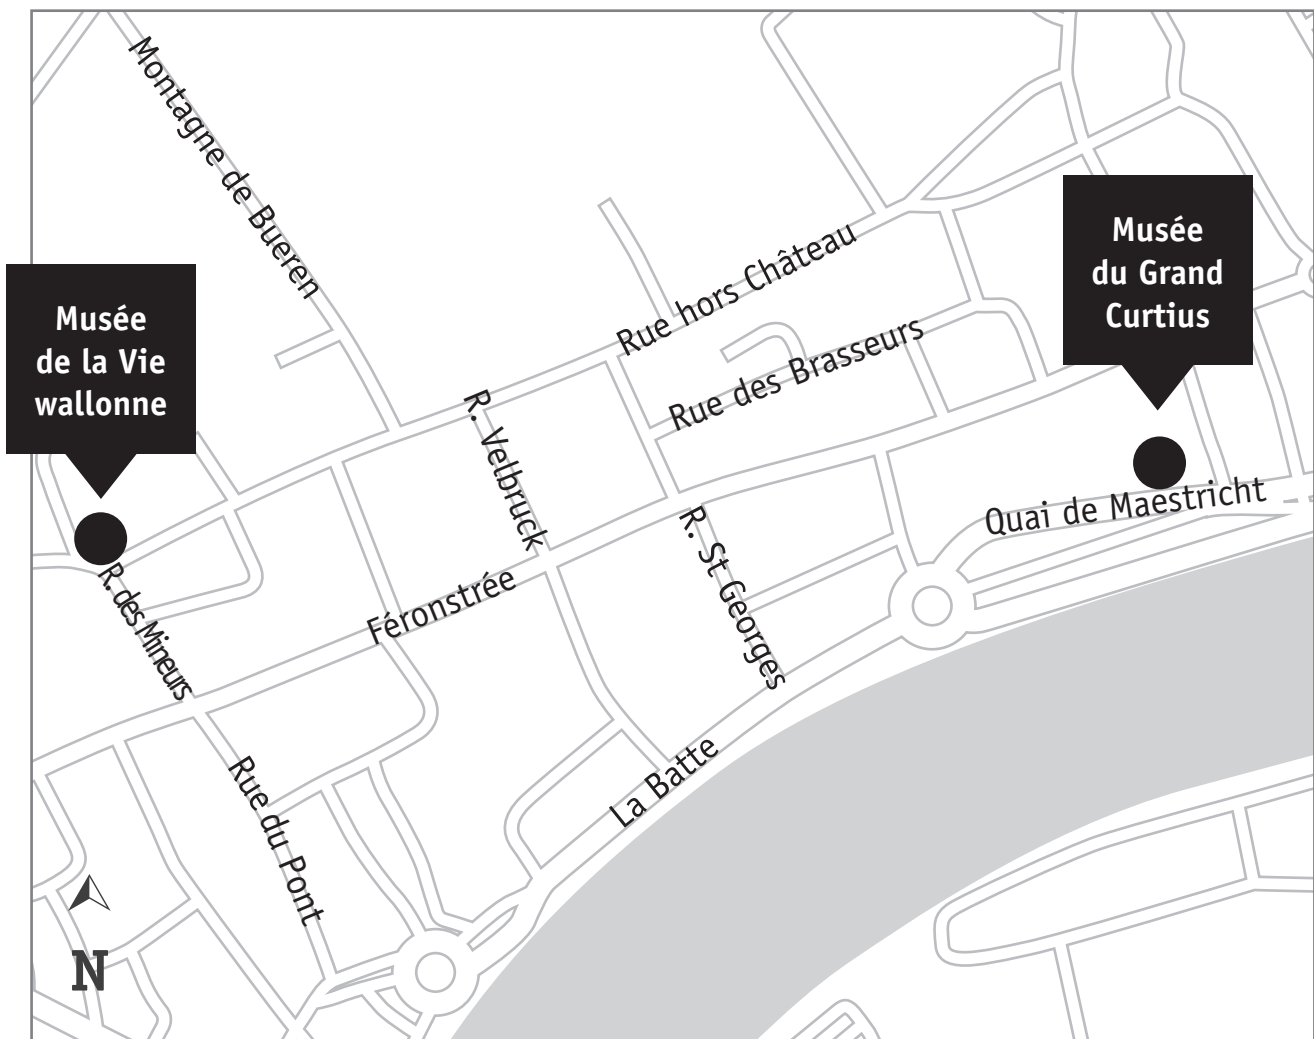 Montagne de Bueren
Musée
du Grand
Curtius
Rue hors Château
Musée
de la Vie
wallonne
Rue des Brasseurs
R. Velbruck
Quai de Maestricht
R. St Georges
R. des Mineurs
Féronstrée
Rue du Pont
La Batte
N